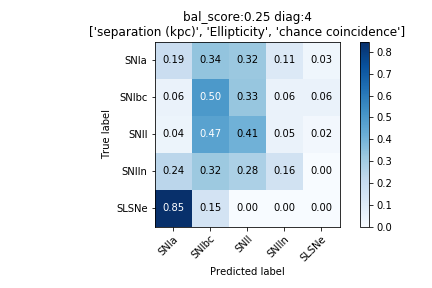 bal_score:0.25 diag:4
['separation (kpc)', 'Ellipticity', 'chance coincidence']
SNIa 0.19 0.34 0.32 0.11 0.03
SNIbc 0.06 0.50 0.33 0.06 0.06
SNII 0.04 0.47 0.41 0.05 0.02
SNIIn 0.24 0.32 0.28 0.16 0.00
SLSNe 0.85 0.15 0.00 0.00 0.00
SNIa SNIbc SNII SNIIn SLSNe
True label
Predicted label
0.8
0.7
0.6
0.5
0.4
0.3
0.2
0.1
0.0